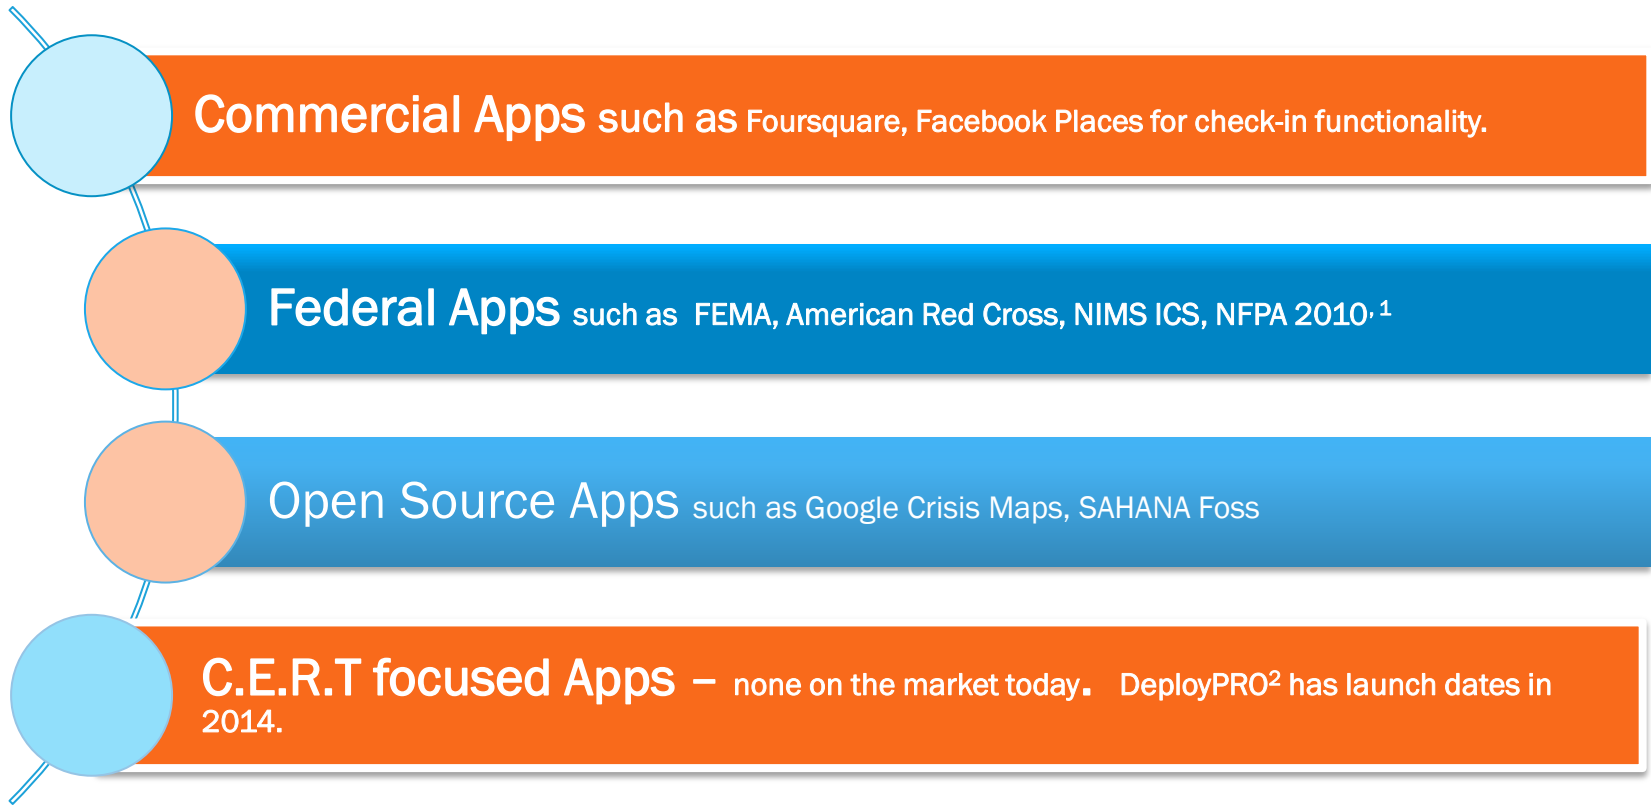 Commercial Apps such as Foursquare, Facebook Places for check-in functionality.
Federal Apps such as FEMA, American Red Cross, NIMS ICS, NFPA 2010, 1
Open Source Apps such as Google Crisis Maps, SAHANA Foss
C.E.R.T focused Apps – none on the market today. DeployPRO2 has launch dates in
2014.